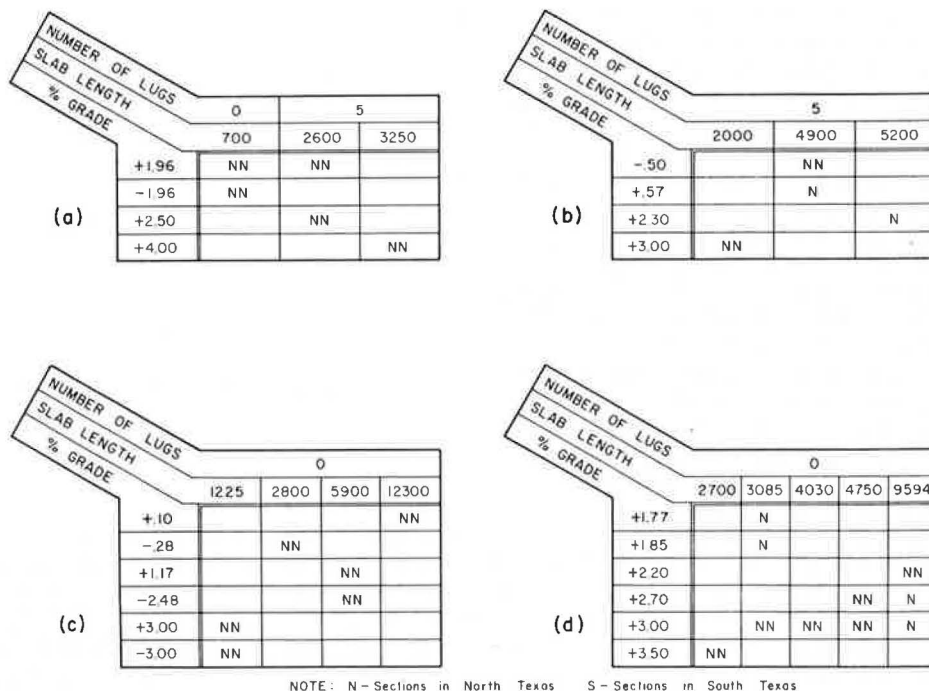 NUMBER OF LUGS
SLAB LENGTH
% GRADE
0 5
700 2600 3250
+1.96 NN NN
-1.96 NN
+2.50 NN
+4.00 NN
(a)
NUMBER OF LUGS
SLAB LENGTH
% GRADE
5
2000 4900 5200
-.50 NN
+.57 N
+2.30 N
+3.00 NN
(b)
NUMBER OF LUGS
SLAB LENGTH
% GRADE
0
1225 2800 5900 12300
+.10 NN
-.28 NN
+1.17 NN
-2.48 NN
+3.00 NN
-3.00 NN
(c)
NUMBER OF LUGS
SLAB LENGTH
% GRADE
0
2700 3085 4030 4750 9594
+1.77 N
+1.85 N
+2.20 NN
+2.70 NN N
+3.00 NN NN NN N
+3.50 NN
(d)
NOTE: N - Sections in North Texas S - Sections in South Texas